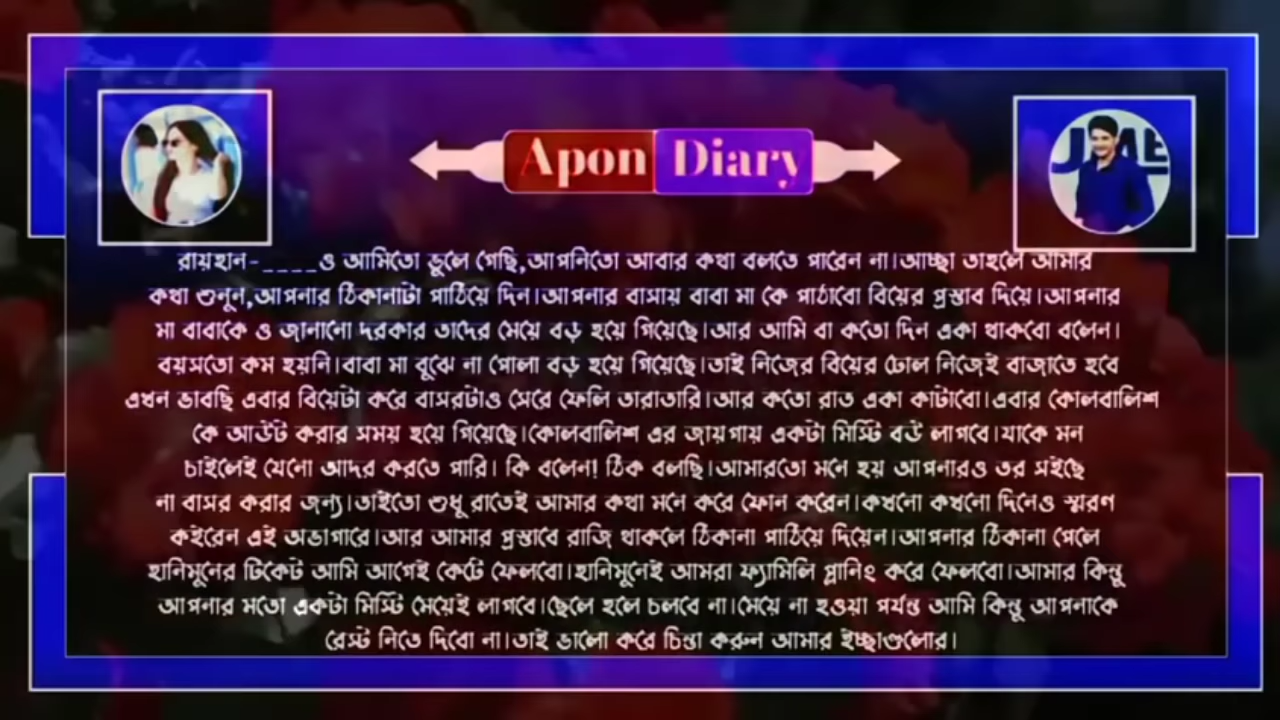 Apon Diary
রায়হান-____ও আমিতো ভুলে গেছি,আপনিতো আবার কথা বলতে পারেন না।আচ্ছা তাহলে আমার
কথা শুনুন,আপনার ঠিকানাটা পাঠিয়ে দিন।আপনার বাসায় বাবা মা কে পাঠাবো বিয়ের প্রস্তাব দিয়ে।আপনার
মা বাবাকে ও জানানো দরকার তাদের মেয়ে বড় হয়ে গিয়েছে।আর আমি বা কতো দিন একা থাকবো বলেন।
বয়সতো কম হয়নি।বাবা মা বুঝে না পোলা বড় হয়ে গিয়েছে।তাই নিজের বিয়ের ঢোল নিজেই বাজাতে হবে
এখন ভাবছি এবার বিয়েটা করে বাসরটাও সেরে ফেলি তারাতারি।আর কতো রাত একা কাটাবো।এবার কোলবালিশ
কে আউট করার সময় হয়ে গিয়েছে।কোলবালিশ এর জায়গায় একটা মিস্টি বউ লাগবে।যাকে মন
চাইলেই যেনো আদর করতে পারি। কি বলেন! ঠিক বলছি।আমারতো মনে হয় আপনারও তর সইছে
না বাসর করার জন্য।তাইতো শুধু রাতেই আমার কথা মনে করে ফোন করেন।কখনো কখনো দিনেও স্মরণ
কইরেন এই অভাগারে।আর আমার প্রস্তাবে রাজি থাকলে ঠিকানা পাঠিয়ে দিয়েন।আপনার ঠিকানা পেলে
হানিমুনের টিকেট আমি আগেই কেটে ফেলবো।হানিমুনেই আমরা ফ্যামিলি প্লানিং করে ফেলবো।আমার কিন্তু
আপনার মতো একটা মিস্টি মেয়েই লাগবে।ছেলে হলে চলবে না।মেয়ে না হওয়া পর্যন্ত আমি কিন্তু আপনাকে
রেস্ট নিতে দিবো না।তাই ভালো করে চিন্তা করুন আমার ইচ্ছাগুলোর।